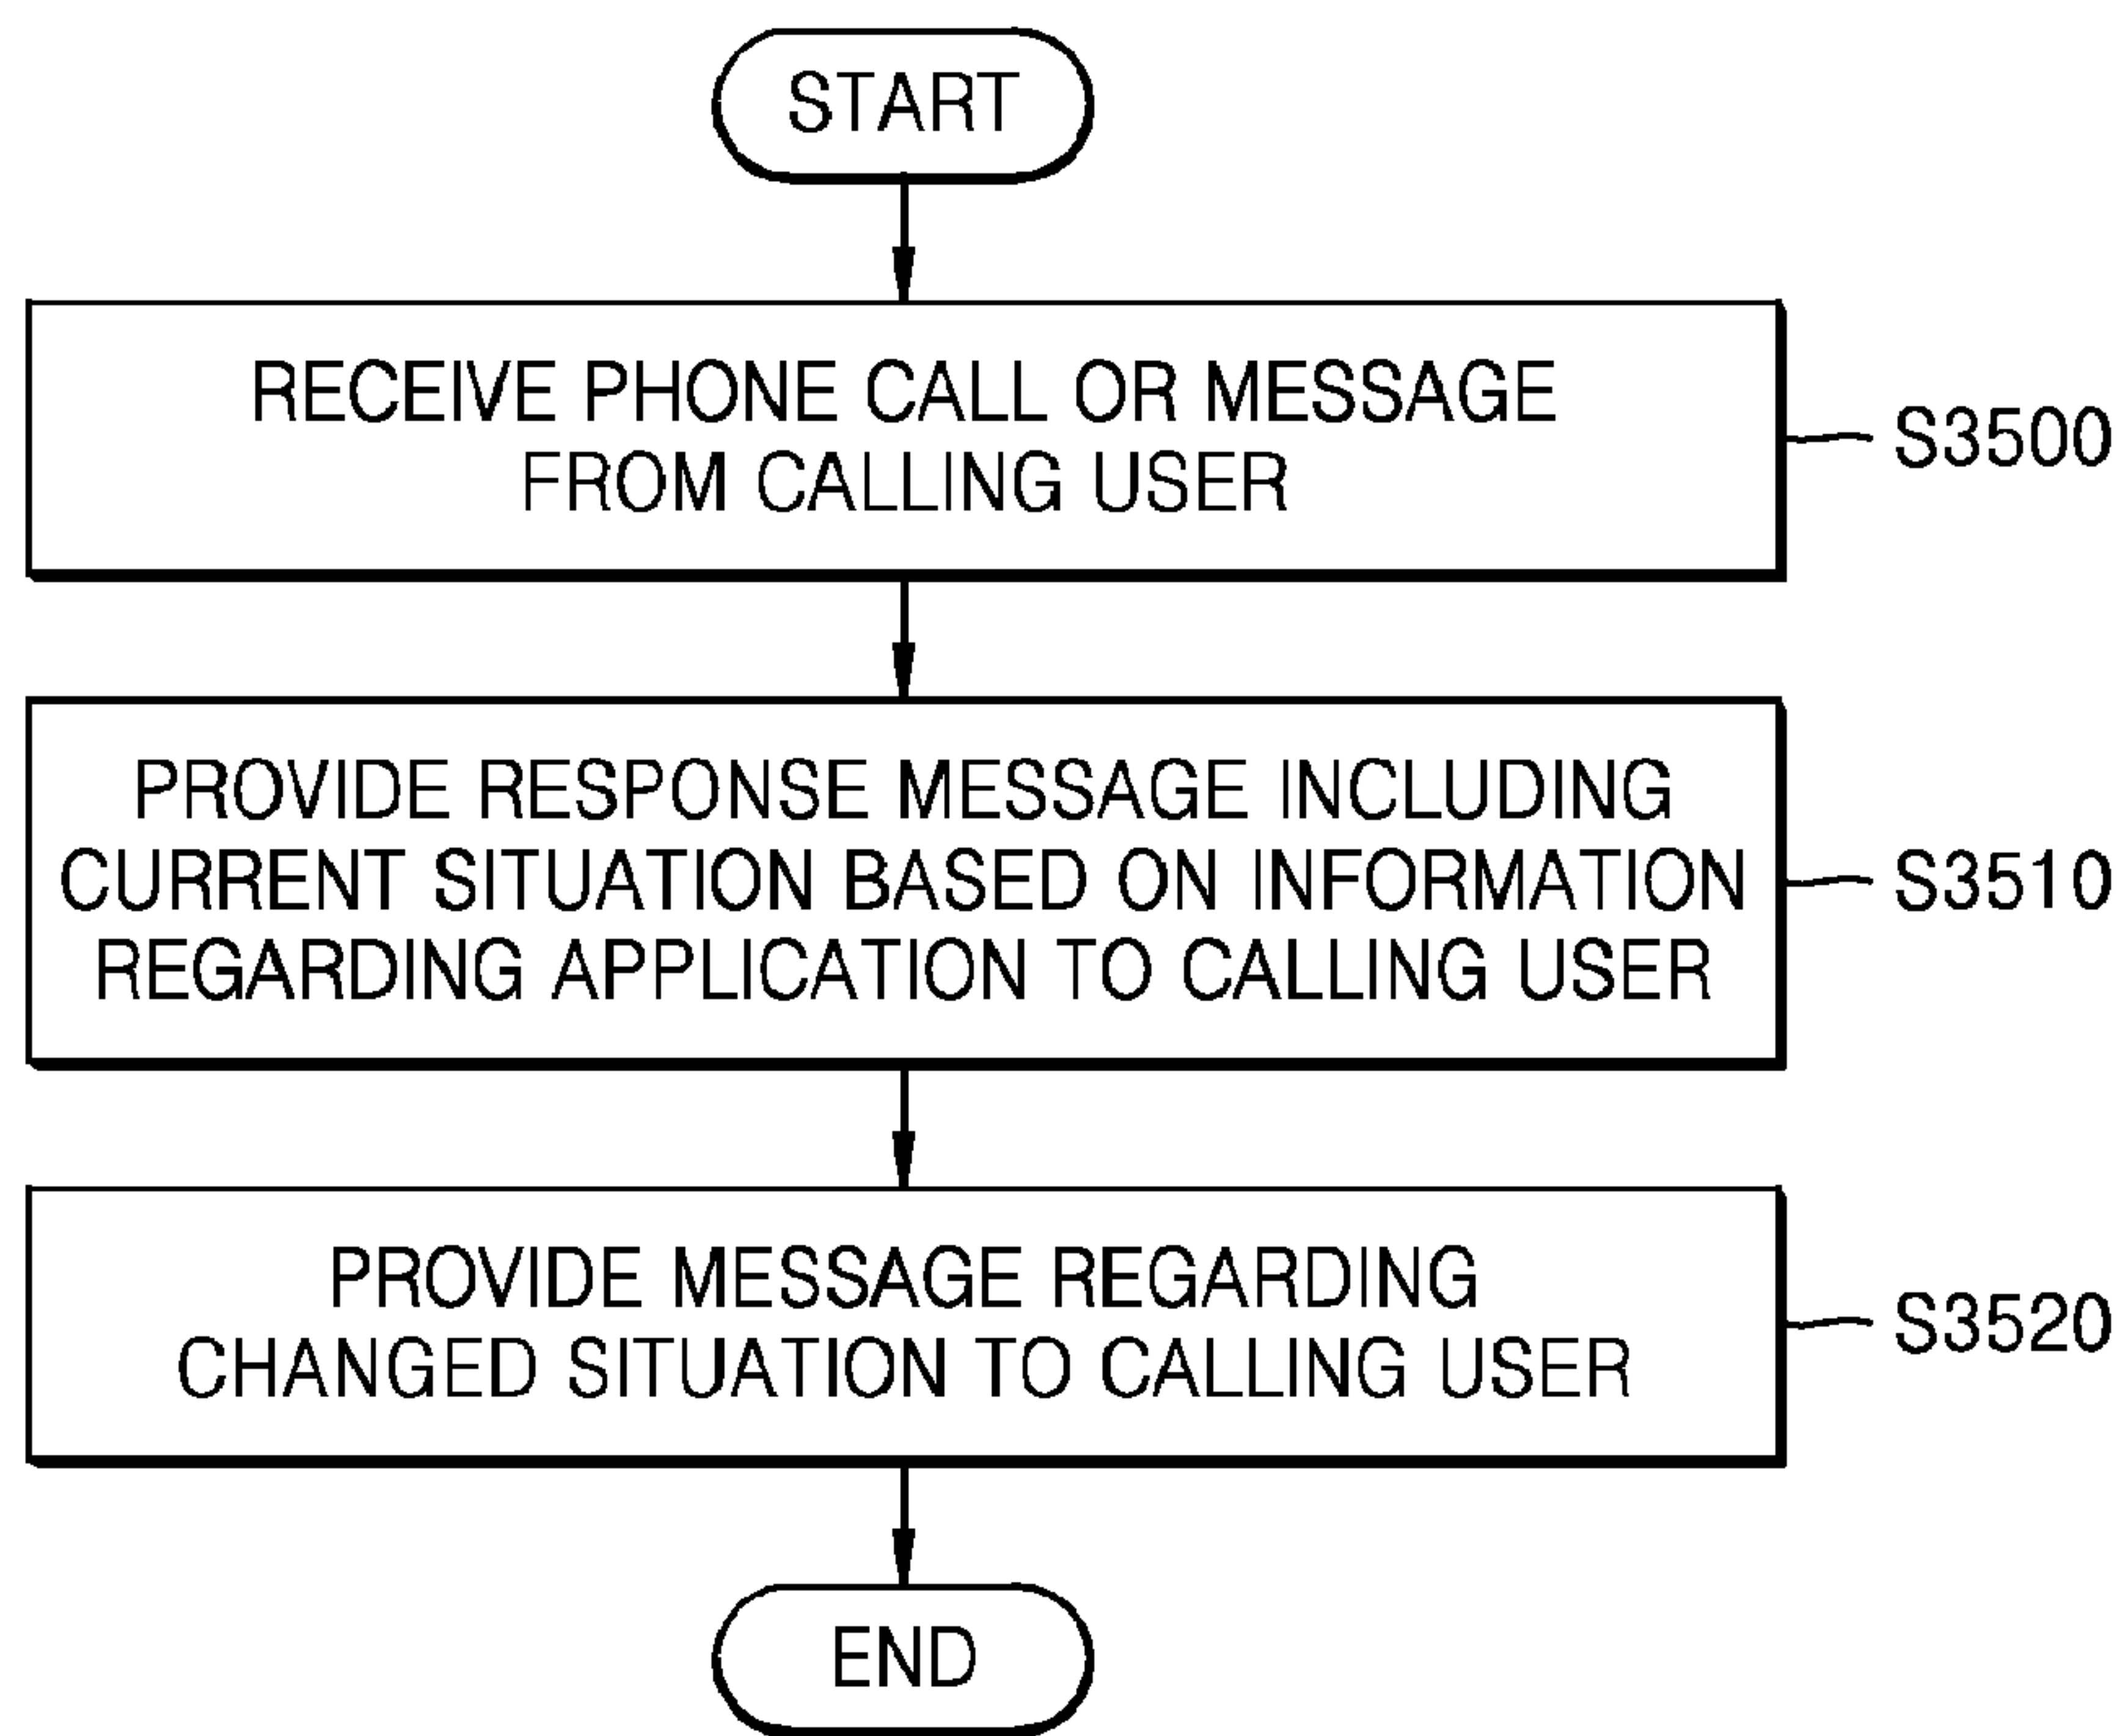 START
RECEIVE PHONE CALL OR MESSAGE
FROM CALLING USER
S3500
PROVIDE RESPONSE MESSAGE INCLUDING
CURRENT SITUATION BASED ON INFORMATION
REGARDING APPLICATION TO CALLING USER
S3510
PROVIDE MESSAGE REGARDING
CHANGED SITUATION TO CALLING USER
S3520
END